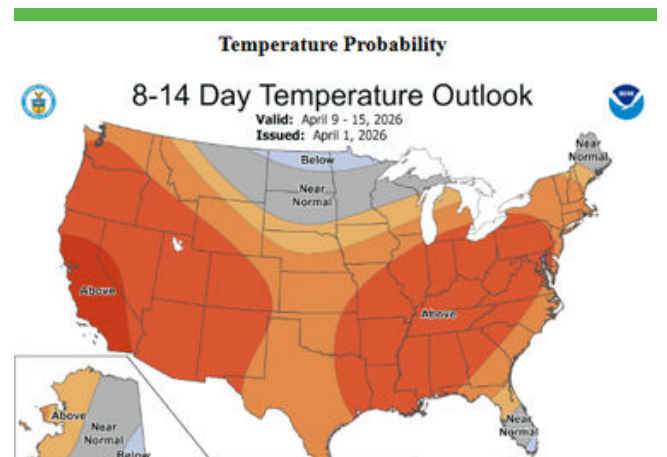 Temperature Probability
8-14 Day Temperature Outlook
Valid: April 9 - 15, 2026
Issued: April 1, 2026
Near
Normal
Below
Near
Normal
Above
Above
Near
Normal
Above
Near
Normal
Below